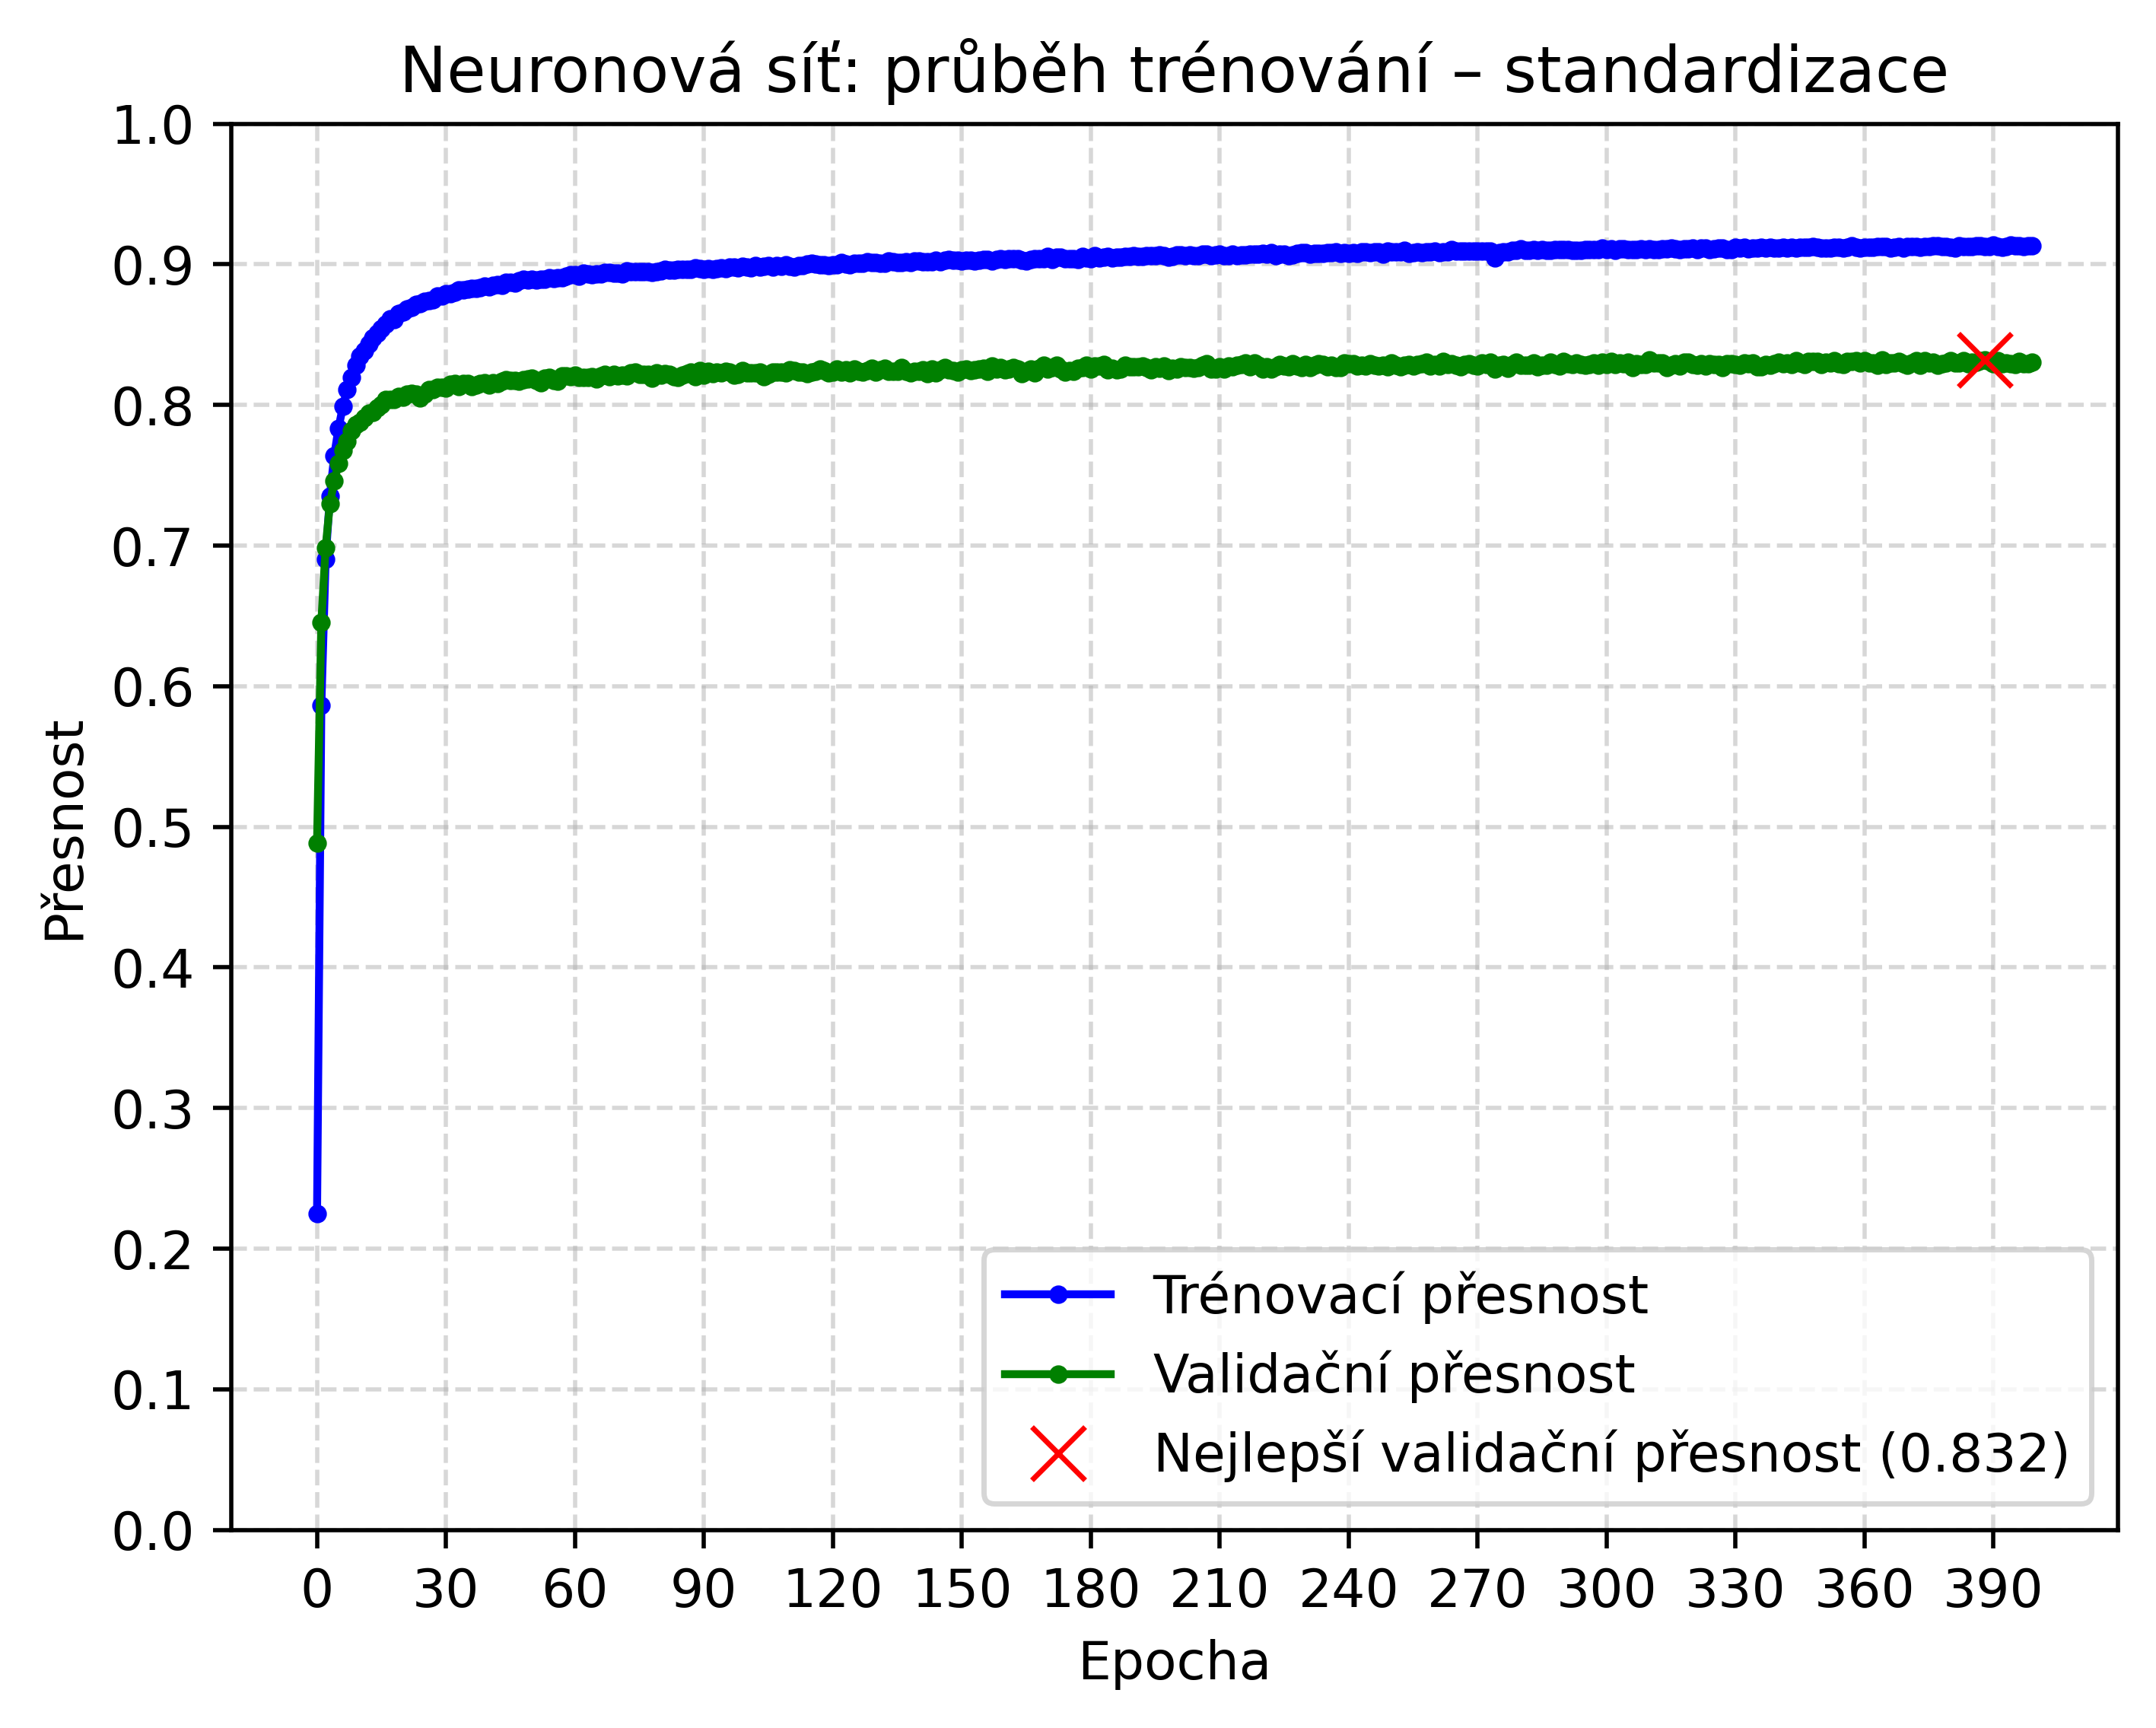 Neuronová síť: průběh trénování – standardizace
1.0
0.9
0.8
0.7
0.6
0.5
0.4
0.3
0.2
0.1
0.0
Přesnost
Trénovací přesnost
Validační přesnost
Nejlepší validační přesnost (0.832)
0 30 60 90 120 150 180 210 240 270 300 330 360 390
Epocha